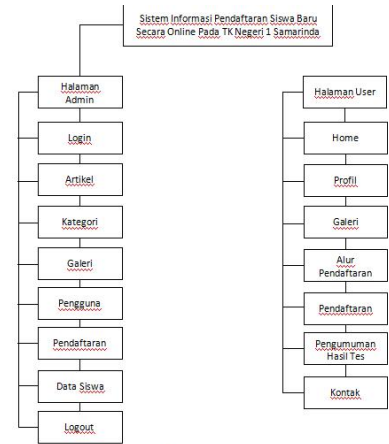 Sistem Informasi Pendaftaran Siswa Baru
Secara Online Pada TK Negeri 1 Samarinda
Halaman
Admin
Login
Artikel
Kategori
Galeri
Pengguna
Pendaftaran
Data Siswa
Logout
Halaman User
Home
Profil
Galeri
Alur
Pendaftaran
Pendaftaran
Pengumuman
Hasil Tes
Kontak